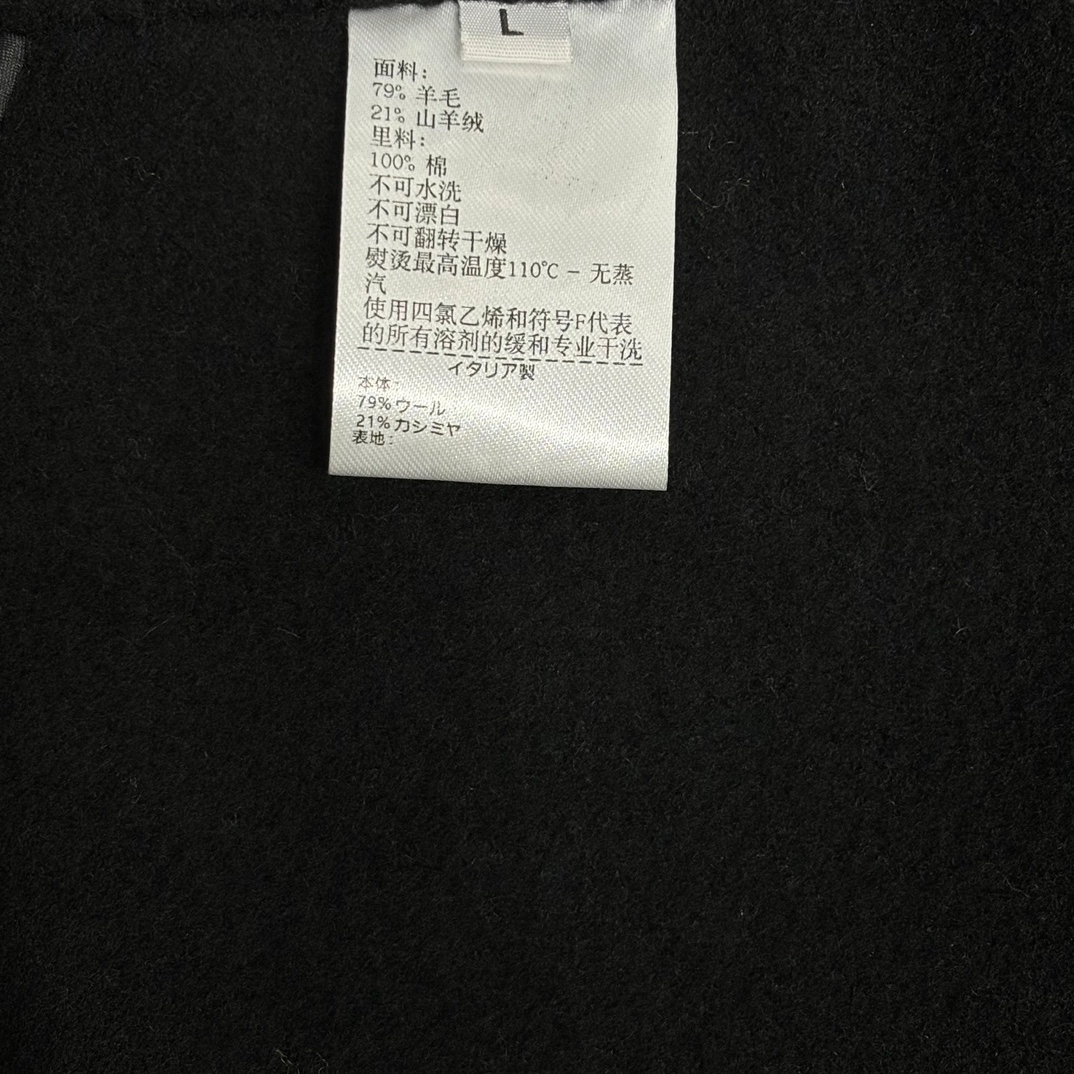 L
面料:
79% 羊毛
21% 山羊绒
里料:
100% 棉
不可水洗
不可漂白
不可翻转干燥
熨烫最高温度110℃ - 无蒸
汽
使用四氯乙烯和符号F代表
的所有溶剂的缓和专业干洗
イタリア製
本体:
79%ウール
21%カシミヤ
表地: